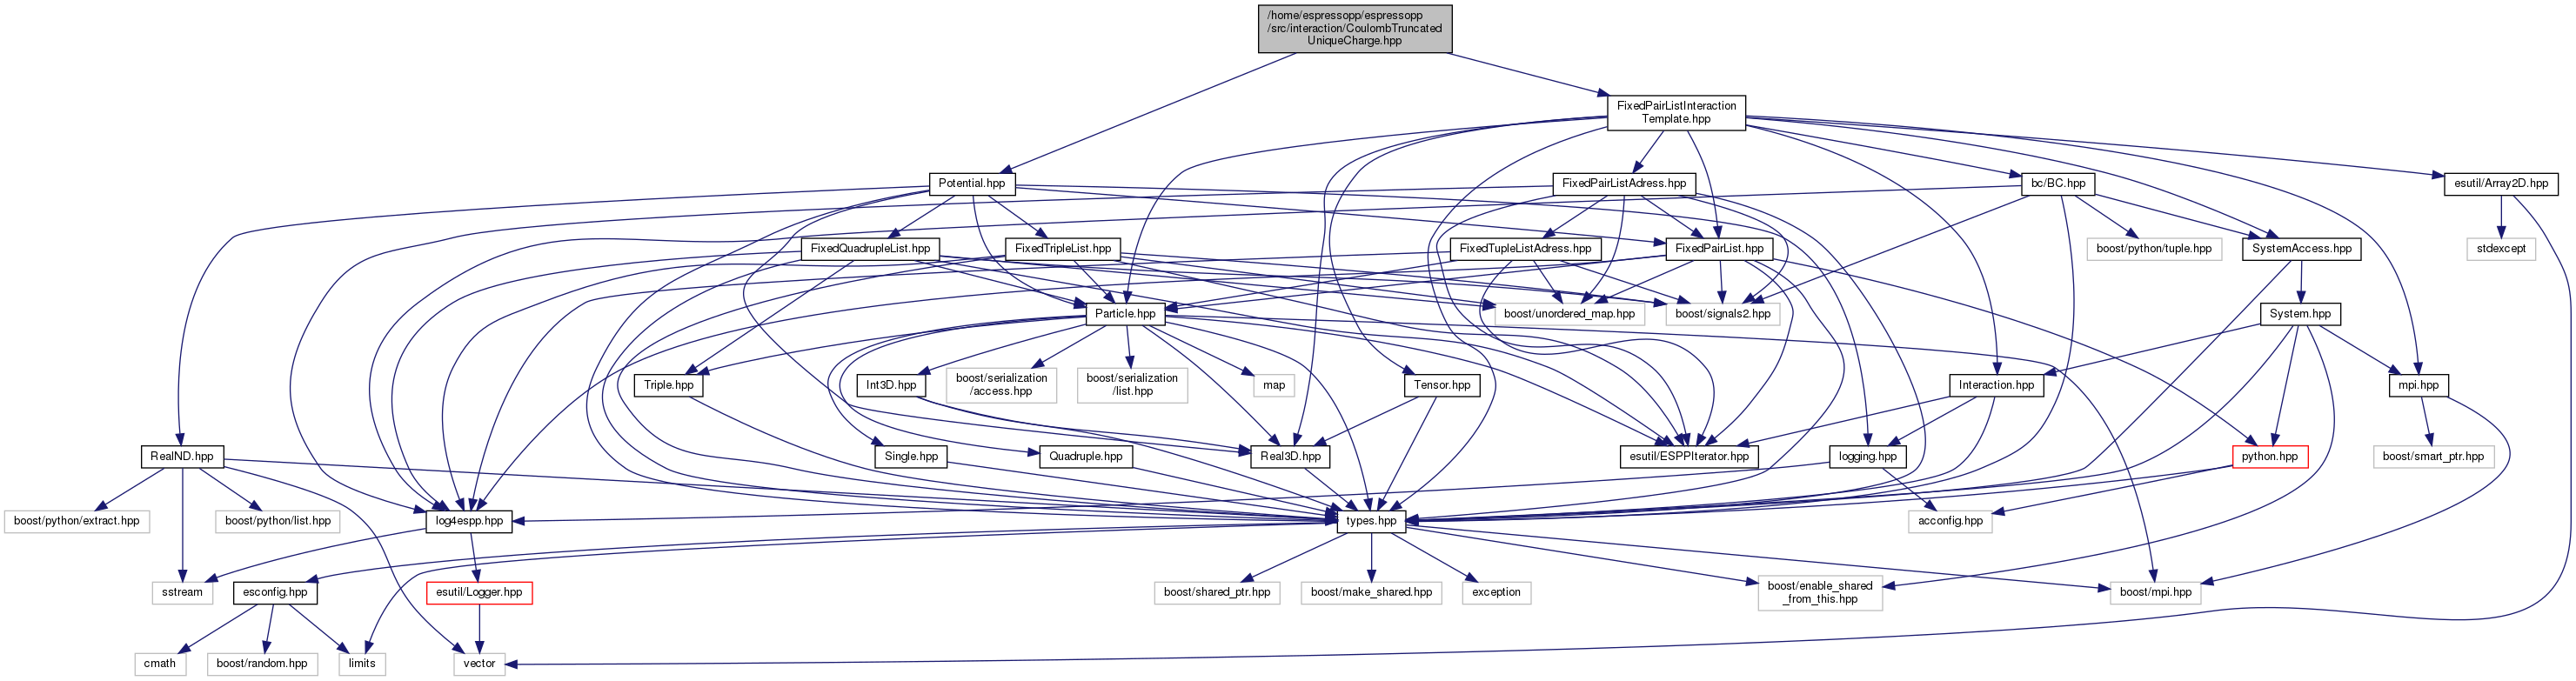 /home/espressopp/espressopp
/src/interaction/CoulombTruncated
UniqueCharge.hpp
FixedPairListInteraction
Template.hpp
Potential.hpp
FixedPairListAdress.hpp
bc/BC.hpp
esutil/Array2D.hpp
FixedQuadrupleList.hpp
FixedTripleList.hpp
FixedTupleListAdress.hpp
FixedPairList.hpp
boost/python/tuple.hpp
SystemAccess.hpp
stdexcept
Particle.hpp
boost/unordered_map.hpp
boost/signals2.hpp
System.hpp
Triple.hpp
Int3D.hpp
boost/serialization
/access.hpp
boost/serialization
/list.hpp
map
Tensor.hpp
Interaction.hpp
mpi.hpp
RealND.hpp
Single.hpp
Quadruple.hpp
Real3D.hpp
esutil/ESPPIterator.hpp
logging.hpp
python.hpp
boost/smart_ptr.hpp
boost/python/extract.hpp
boost/python/list.hpp
log4espp.hpp
types.hpp
acconfig.hpp
sstream
esconfig.hpp
esutil/Logger.hpp
boost/shared_ptr.hpp
boost/make_shared.hpp
exception
boost/enable_shared
_from_this.hpp
boost/mpi.hpp
cmath
boost/random.hpp
limits
vector